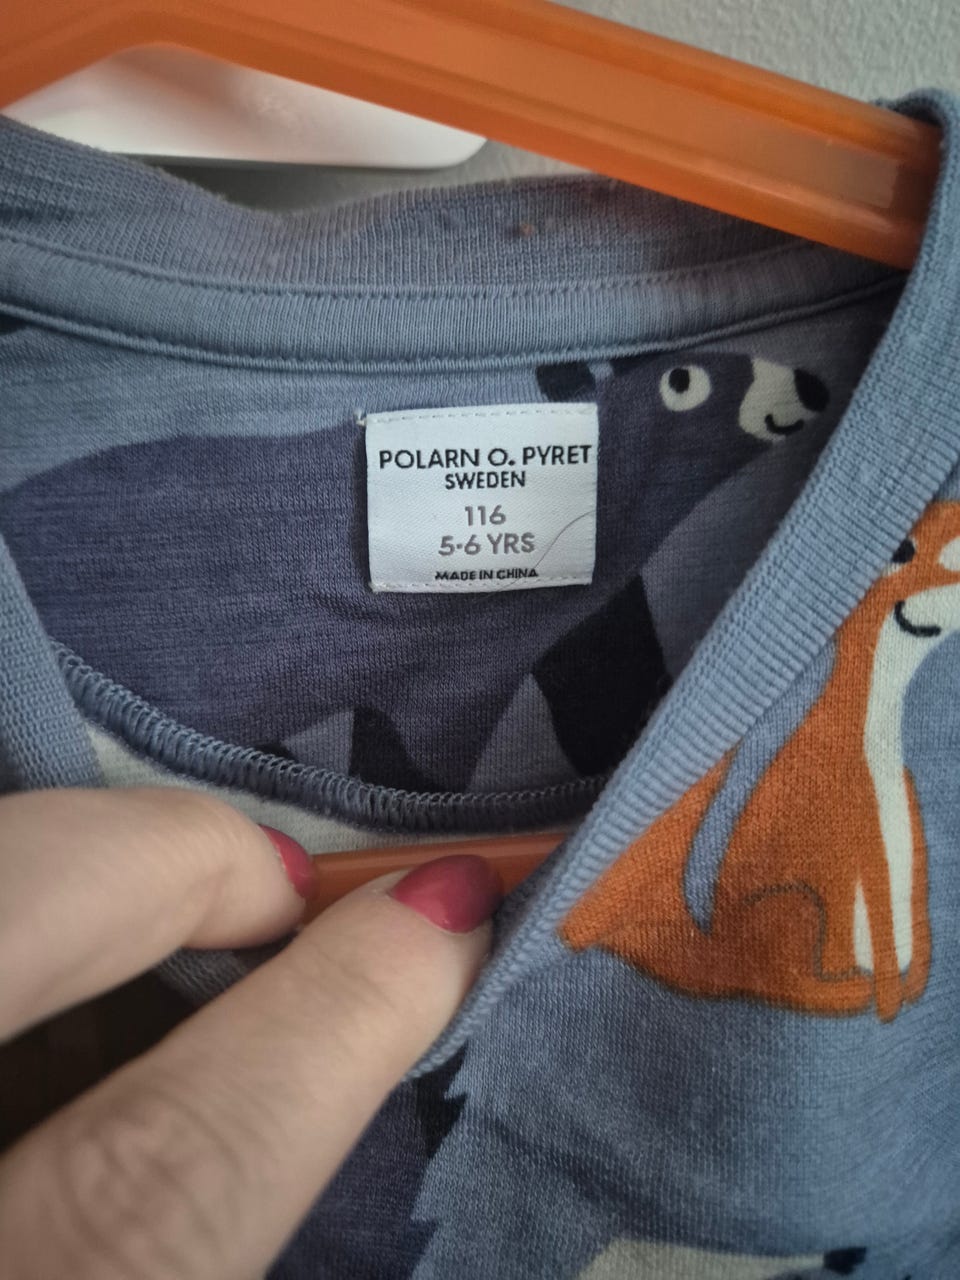 POLARN O. PYRET
SWEDEN
116
5-6 YRS
MADE IN CHINA